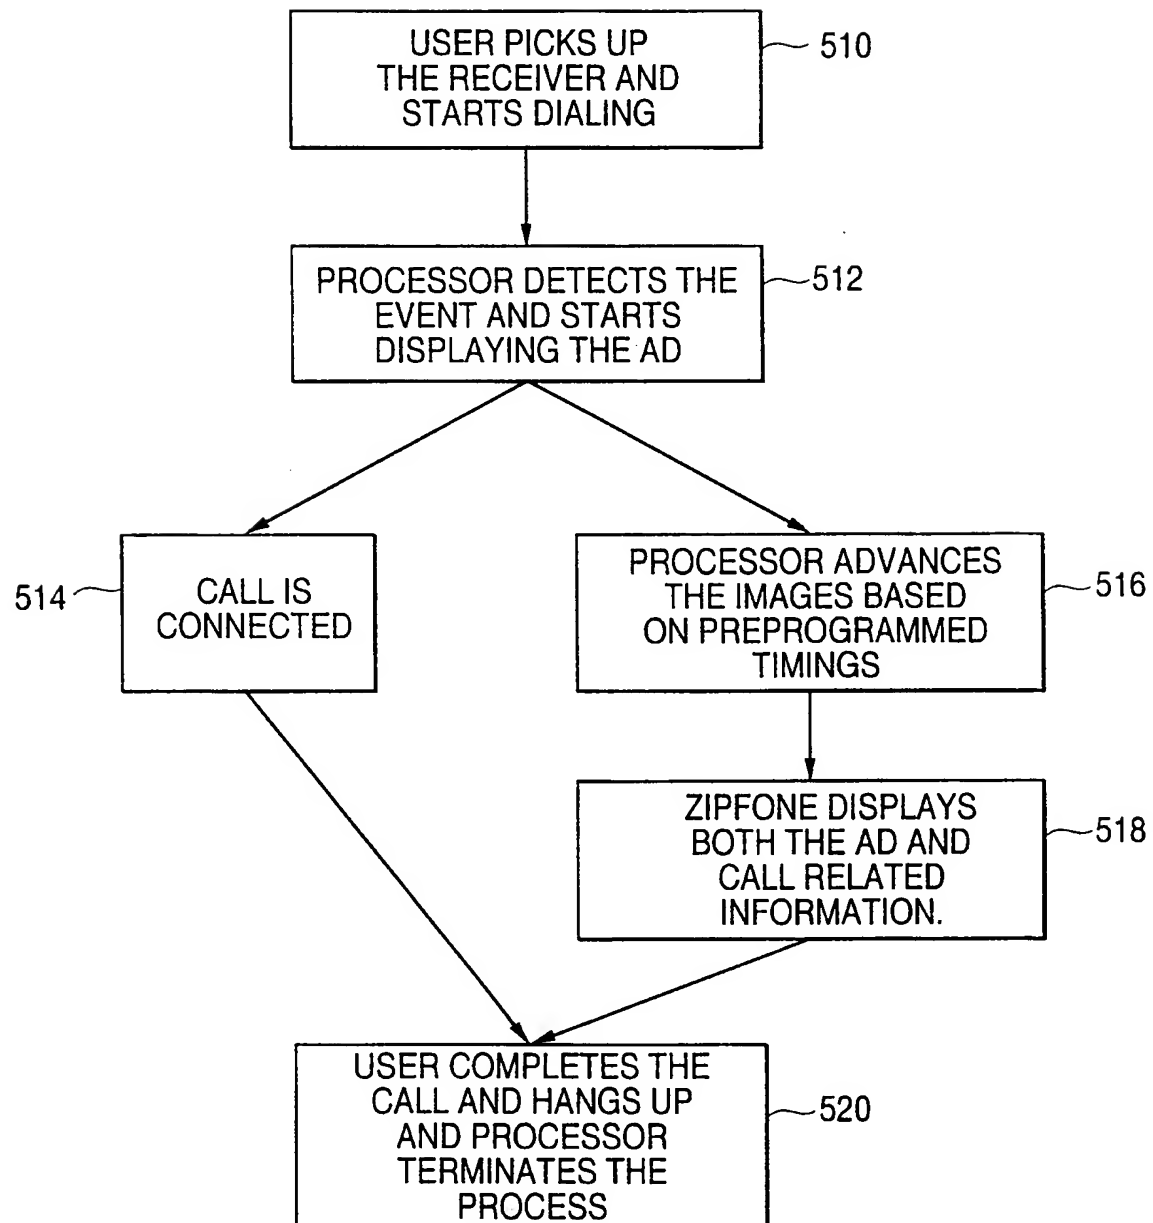 USER PICKS UP
THE RECEIVER AND
STARTS DIALING
510
PROCESSOR DETECTS THE
EVENT AND STARTS
DISPLAYING THE AD
512
514
CALL IS
CONNECTED
PROCESSOR ADVANCES
THE IMAGES BASED
ON PREPROGRAMMED
TIMINGS
516
ZIPFONE DISPLAYS
BOTH THE AD AND
CALL RELATED
INFORMATION.
518
USER COMPLETES THE
CALL AND HANGS UP
AND PROCESSOR
TERMINATES THE
PROCESS
520